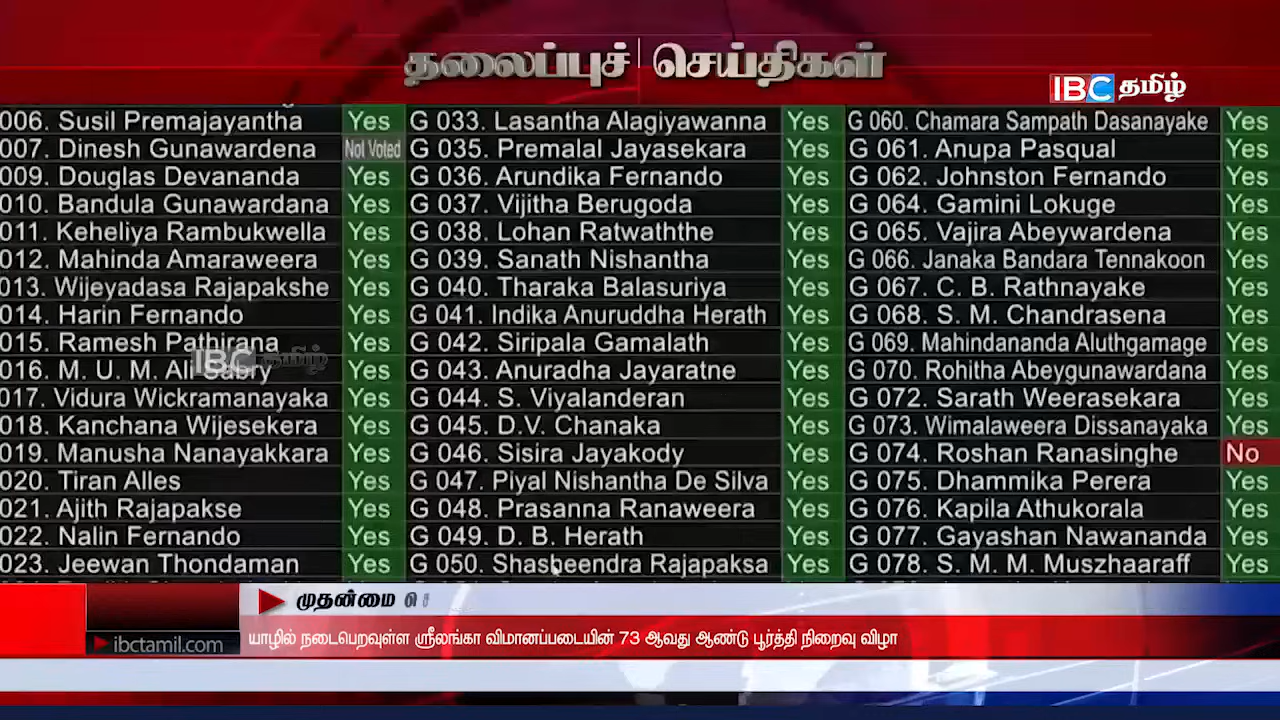 தலைப்புச் செய்திகள்
IBC தமிழ்
006. Susil Premajayantha Yes G 033. Lasantha Alagiyawanna Yes G 060. Chamara Sampath Dasanayake Yes
007. Dinesh Gunawardena Not Voted G 035. Premalal Jayasekara Yes G 061. Anupa Pasqual Yes
009. Douglas Devananda Yes G 036. Arundika Fernando Yes G 062. Johnston Fernando Yes
010. Bandula Gunawardana Yes G 037. Vijitha Berugoda Yes G 064. Gamini Lokuge Yes
011. Keheliya Rambukwella Yes G 038. Lohan Ratwaththe Yes G 065. Vajira Abeywardena Yes
012. Mahinda Amaraweera Yes G 039. Sanath Nishantha Yes G 066. Janaka Bandara Tennakoon Yes
013. Wijeyadasa Rajapakshe Yes G 040. Tharaka Balasuriya Yes G 067. C. B. Rathnayake Yes
014. Harin Fernando Yes G 041. Indika Anuruddha Herath Yes G 068. S. M. Chandrasena Yes
015. Ramesh Pathirana Yes G 042. Siripala Gamalath Yes G 069. Mahindananda Aluthgamage Yes
IBC தமிழ்
016. M. U. M. Ali Sabry Yes G 043. Anuradha Jayaratne Yes G 070. Rohitha Abeygunawardana Yes
017. Vidura Wickramanayaka Yes G 044. S. Viyalanderan Yes G 072. Sarath Weerasekara Yes
018. Kanchana Wijesekera Yes G 045. D.V. Chanaka Yes G 073. Wimalaweera Dissanayaka Yes
019. Manusha Nanayakkara Yes G 046. Sisira Jayakody Yes G 074. Roshan Ranasinghe No
020. Tiran Alles Yes G 047. Piyal Nishantha De Silva Yes G 075. Dhammika Perera Yes
021. Ajith Rajapakse Yes G 048. Prasanna Ranaweera Yes G 076. Kapila Athukorala Yes
022. Nalin Fernando Yes G 049. D. B. Herath Yes G 077. Gayashan Nawananda Yes
023. Jeewan Thondaman Yes G 050. Shasheendra Rajapaksa Yes G 078. S. M. M. Muszhaaraff Yes
முதன்மை
ibctamil.com
யாழில் நடைபெறவுள்ள ஸ்ரீலங்கா விமானப்படையின் 73 ஆவது ஆண்டு பூர்த்தி நிறைவு விழா